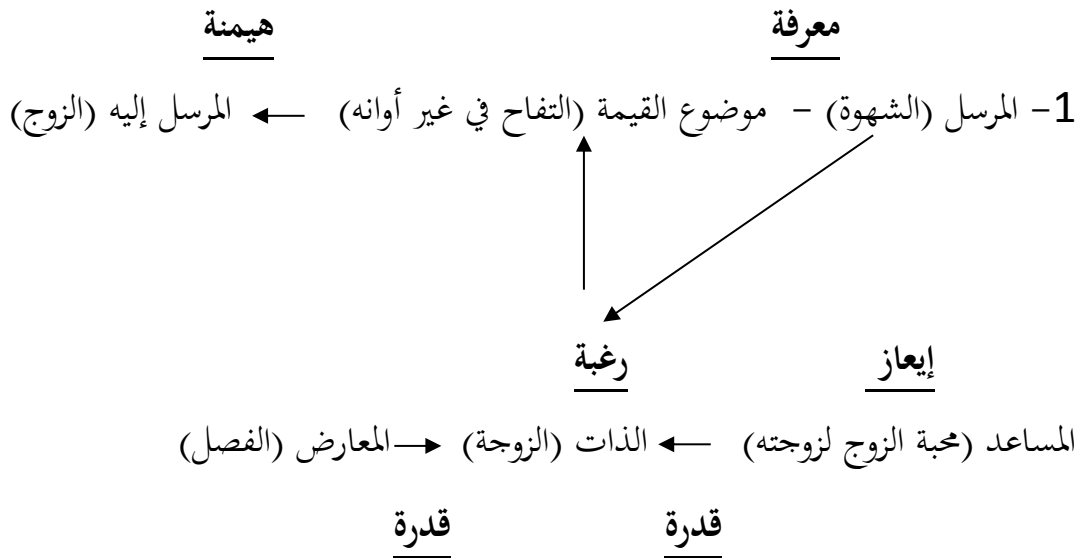 معرفة هيمنة
1- المرسل (الشهوة) - موضوع القيمة (التفاح في غير أوانه) ← المرسل إليه (الزوج)
إيعاز رغبة
المساعد (محبة الزوج لزوجته) ← الذات (الزوجة) → المعارض (الفصل)
قدرة قدرة